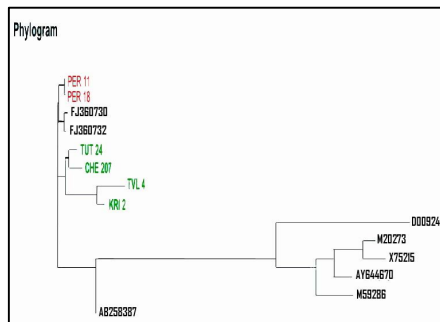 Phylogram
PER 11
PER 18
FJ360730
FJ360732
TUT 24
CHE 207
TVL 4
KRI 2
D00924
M20273
X75215
AY644670
M59286
AB258387